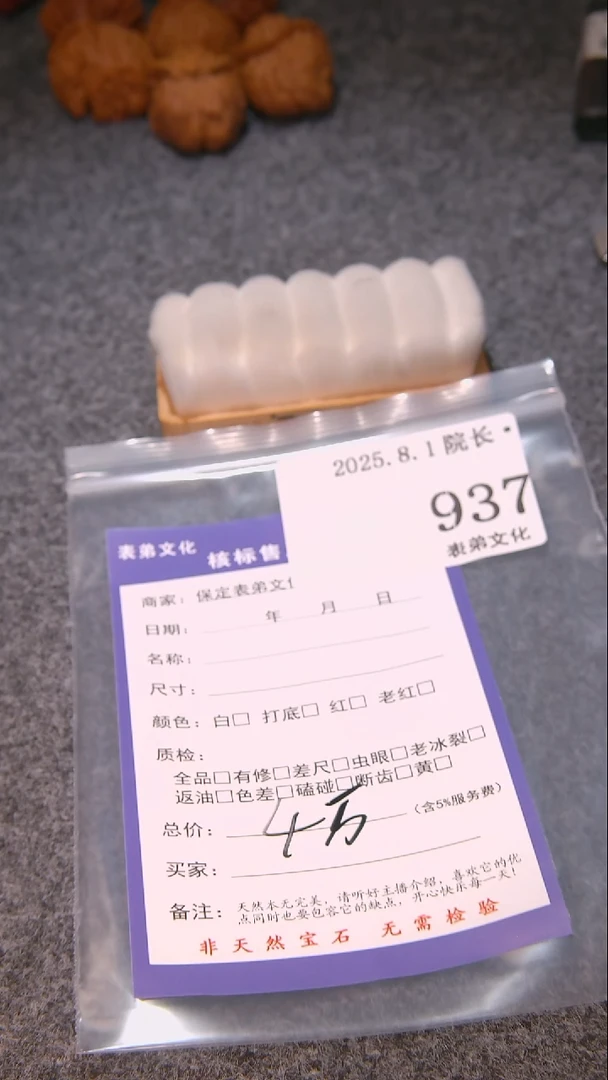 2025.8.1院长·
937
表弟文化
表弟文化 核标售
商家：保定表弟文化
日期： 年 月 日
名称：
尺寸：
颜色：白□ 打底□ 红□ 老红□
质检：
全品□有修□差尺□虫眼□老冰裂□
返油□色差□磕碰□断齿□黄□
总价： （含5%服务费）
买家：
备注：天然本无完美，请听好主播介绍，喜欢它的优
点同时也要包容它的缺点，开心快乐每一天！
非天然宝石 无需检验